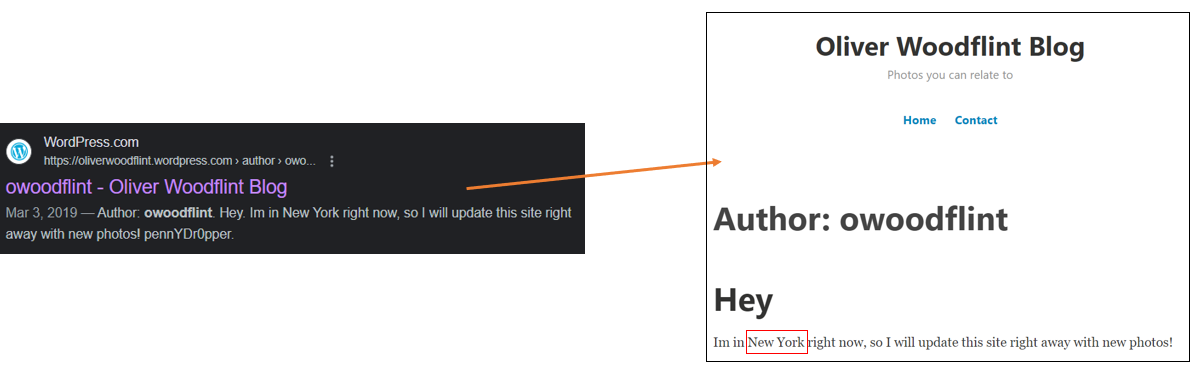 WordPress.com
https://oliverwoodflint.wordpress.com › author › owo...
owoodflint - Oliver Woodflint Blog
Mar 3, 2019 — Author: owoodflint. Hey. Im in New York right now, so I will update this site right
away with new photos! pennYDr0pper.
Oliver Woodflint Blog
Photos you can relate to
Home Contact
Author: owoodflint
Hey
Im in New York right now, so I will update this site right away with new photos!